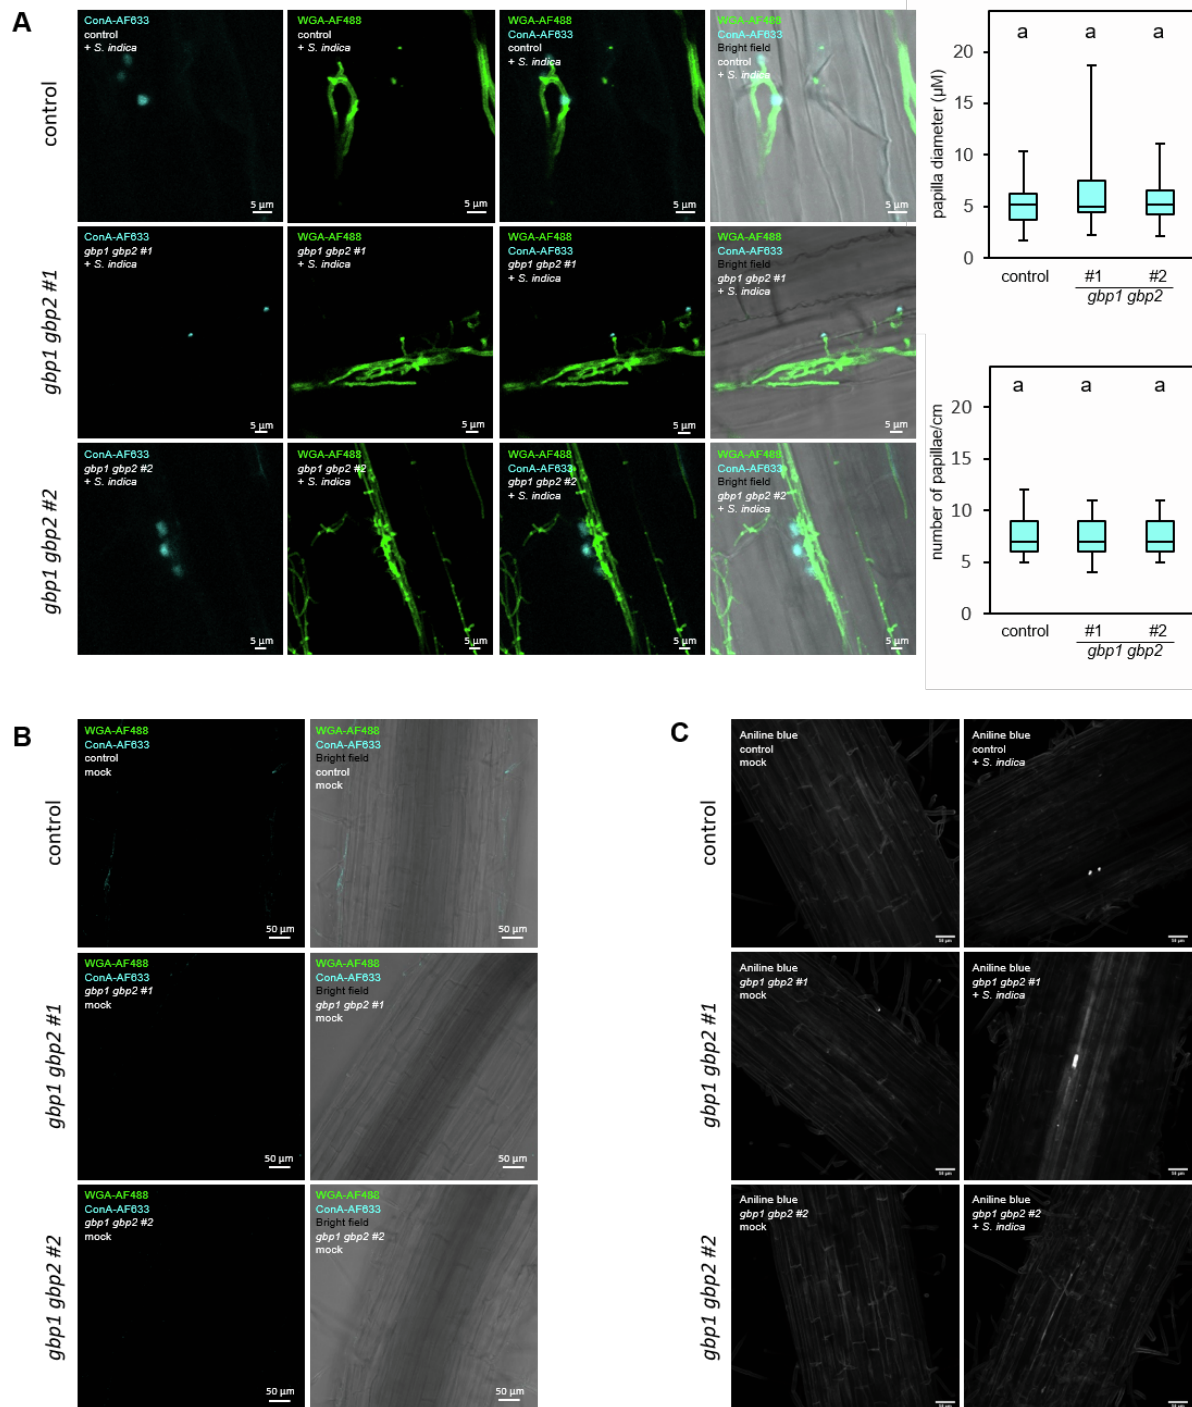 A
control
ConA-AF633
control
+ S. indica
5 µm
WGA-AF488
control
+ S. indica
5 µm
WGA-AF488
ConA-AF633
control
+ S. indica
5 µm
WGA-AF488
ConA-AF633
Bright field
control
+ S. indica
5 µm
gbp1 gbp2 #1
ConA-AF633
gbp1 gbp2 #1
+ S. indica
5 µm
WGA-AF488
gbp1 gbp2 #1
+ S. indica
5 µm
WGA-AF488
ConA-AF633
gbp1 gbp2 #1
+ S. indica
5 µm
WGA-AF488
ConA-AF633
Bright field
gbp1 gbp2 #1
+ S. indica
5 µm
gbp1 gbp2 #2
ConA-AF633
gbp1 gbp2 #2
+ S. indica
5 µm
WGA-AF488
gbp1 gbp2 #2
+ S. indica
5 µm
WGA-AF488
ConA-AF633
gbp1 gbp2 #2
+ S. indica
5 µm
WGA-AF488
ConA-AF633
Bright field
gbp1 gbp2 #2
+ S. indica
5 µm
papilla diameter (µM)
20
15
10
5
0
a a a
control #1 #2
gbp1 gbp2
number of papillae/cm
20
15
10
5
0
a a a
control #1 #2
gbp1 gbp2
B
control
WGA-AF488
ConA-AF633
control
mock
50 µm
WGA-AF488
ConA-AF633
Bright field
control
mock
50 µm
gbp1 gbp2 #1
WGA-AF488
ConA-AF633
gbp1 gbp2 #1
mock
50 µm
WGA-AF488
ConA-AF633
Bright field
gbp1 gbp2 #1
mock
50 µm
gbp1 gbp2 #2
WGA-AF488
ConA-AF633
gbp1 gbp2 #2
mock
50 µm
WGA-AF488
ConA-AF633
Bright field
gbp1 gbp2 #2
mock
50 µm
C
control
Aniline blue
control
mock
Aniline blue
control
+ S. indica
gbp1 gbp2 #1
Aniline blue
gbp1 gbp2 #1
mock
Aniline blue
gbp1 gbp2 #1
+ S. indica
gbp1 gbp2 #2
Aniline blue
gbp1 gbp2 #2
mock
Aniline blue
gbp1 gbp2 #2
+ S. indica